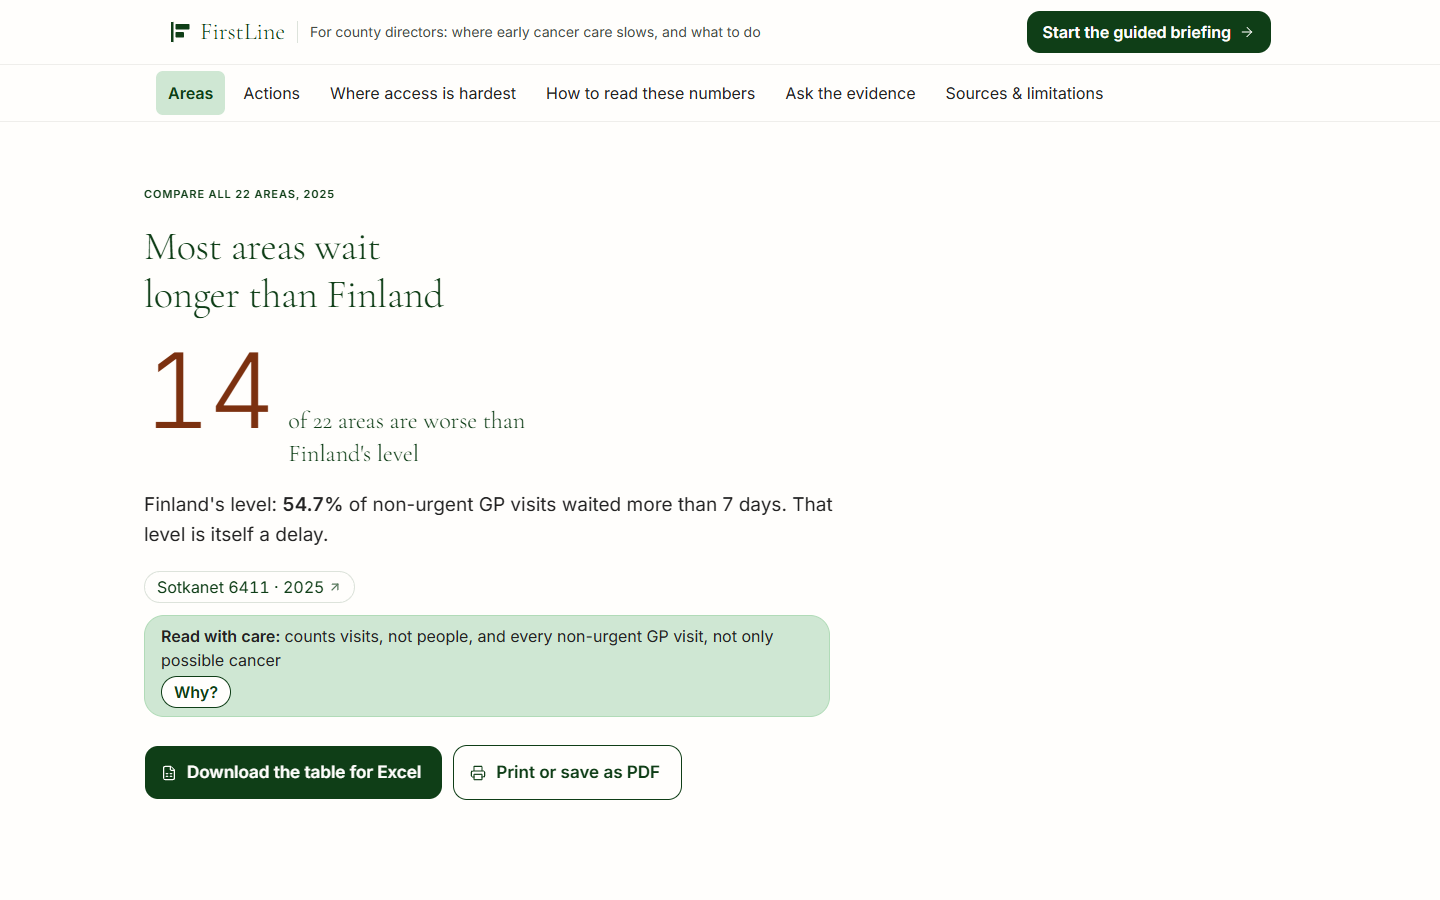 FirstLine
For county directors: where early cancer care slows, and what to do
Start the guided briefing →
Areas
Actions
Where access is hardest
How to read these numbers
Ask the evidence
Sources & limitations
COMPARE ALL 22 AREAS, 2025
Most areas wait
longer than Finland
14
of 22 areas are worse than
Finland's level
Finland's level: 54.7% of non-urgent GP visits waited more than 7 days. That
level is itself a delay.
Sotkanet 6411 · 2025 ↗
Read with care: counts visits, not people, and every non-urgent GP visit, not only
possible cancer
Why?
Download the table for Excel
Print or save as PDF